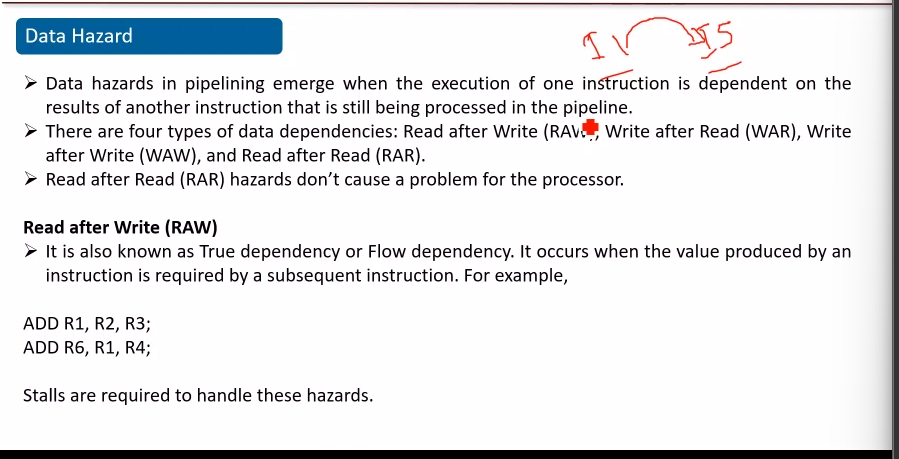 Data Hazard
I1 I5
➤ Data hazards in pipelining emerge when the execution of one instruction is dependent on the
results of another instruction that is still being processed in the pipeline.
➤ There are four types of data dependencies: Read after Write (RAW), Write after Read (WAR), Write
after Write (WAW), and Read after Read (RAR).
➤ Read after Read (RAR) hazards don’t cause a problem for the processor.
Read after Write (RAW)
➤ It is also known as True dependency or Flow dependency. It occurs when the value produced by an
instruction is required by a subsequent instruction. For example,
ADD R1, R2, R3;
ADD R6, R1, R4;
Stalls are required to handle these hazards.